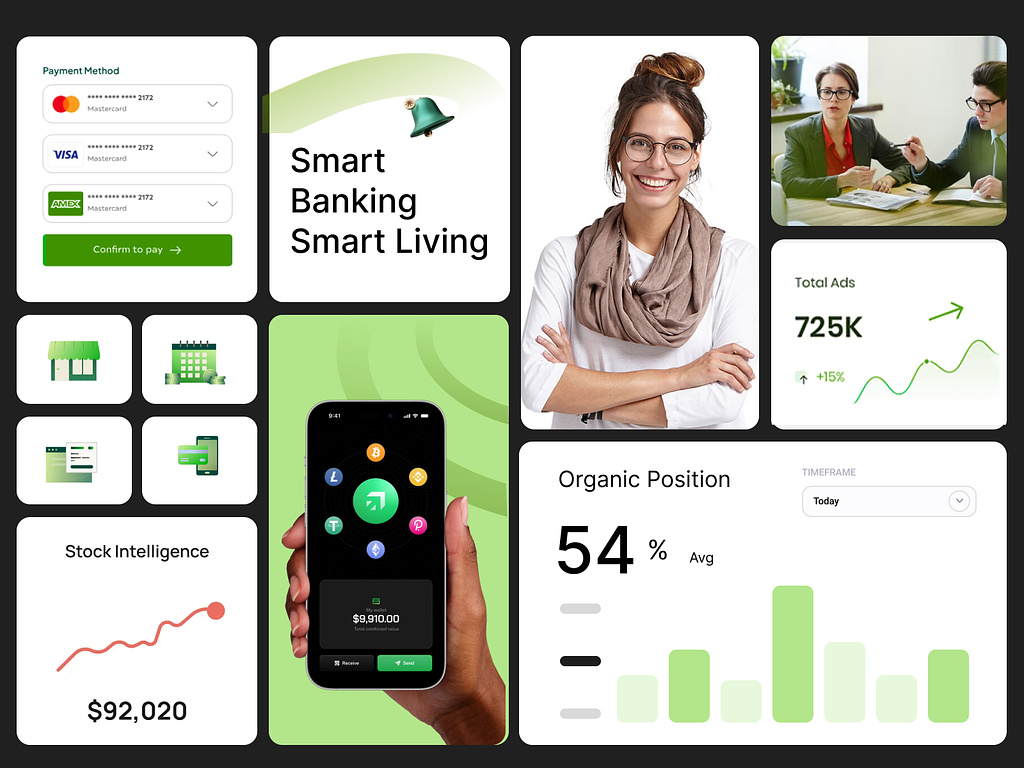 Payment Method
**** **** **** 2172
Mastercard
VISA
**** **** **** 2172
Mastercard
AMEX
**** **** **** 2172
Mastercard
Confirm to pay
Smart
Banking
Smart Living
Total Ads
725K
+15%
Stock Intelligence
$92,020
9:41
My wallet
$9,910.00
Total combined value
Receive
Send
Organic Position
TIMEFRAME
Today
54 % Avg